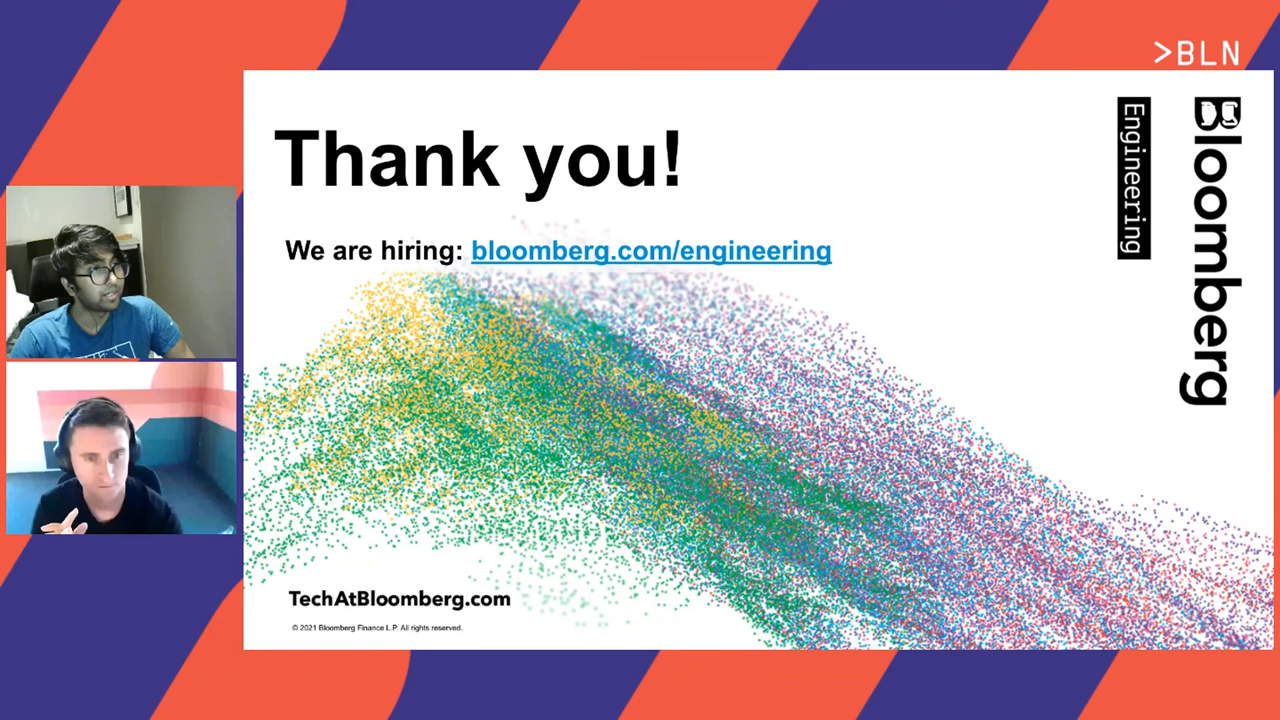 >BLN
Thank you!
We are hiring: bloomberg.com/engineering
Engineering
Bloomberg
TechAtBloomberg.com
© 2021 Bloomberg Finance L.P. All rights reserved.